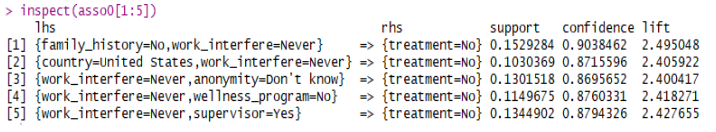 > inspect(asso0[1:5])
lhs rhs support confidence lift
[1] {family_history=No,work_interfere=Never} => {treatment=No} 0.1529284 0.9038462 2.495048
[2] {country=United States,work_interfere=Never} => {treatment=No} 0.1030369 0.8715596 2.405922
[3] {work_interfere=Never,anonymity=Don't know} => {treatment=No} 0.1301518 0.8695652 2.400417
[4] {work_interfere=Never,wellness_program=No} => {treatment=No} 0.1149675 0.8760331 2.418271
[5] {work_interfere=Never,supervisor=Yes} => {treatment=No} 0.1344902 0.8794326 2.427655